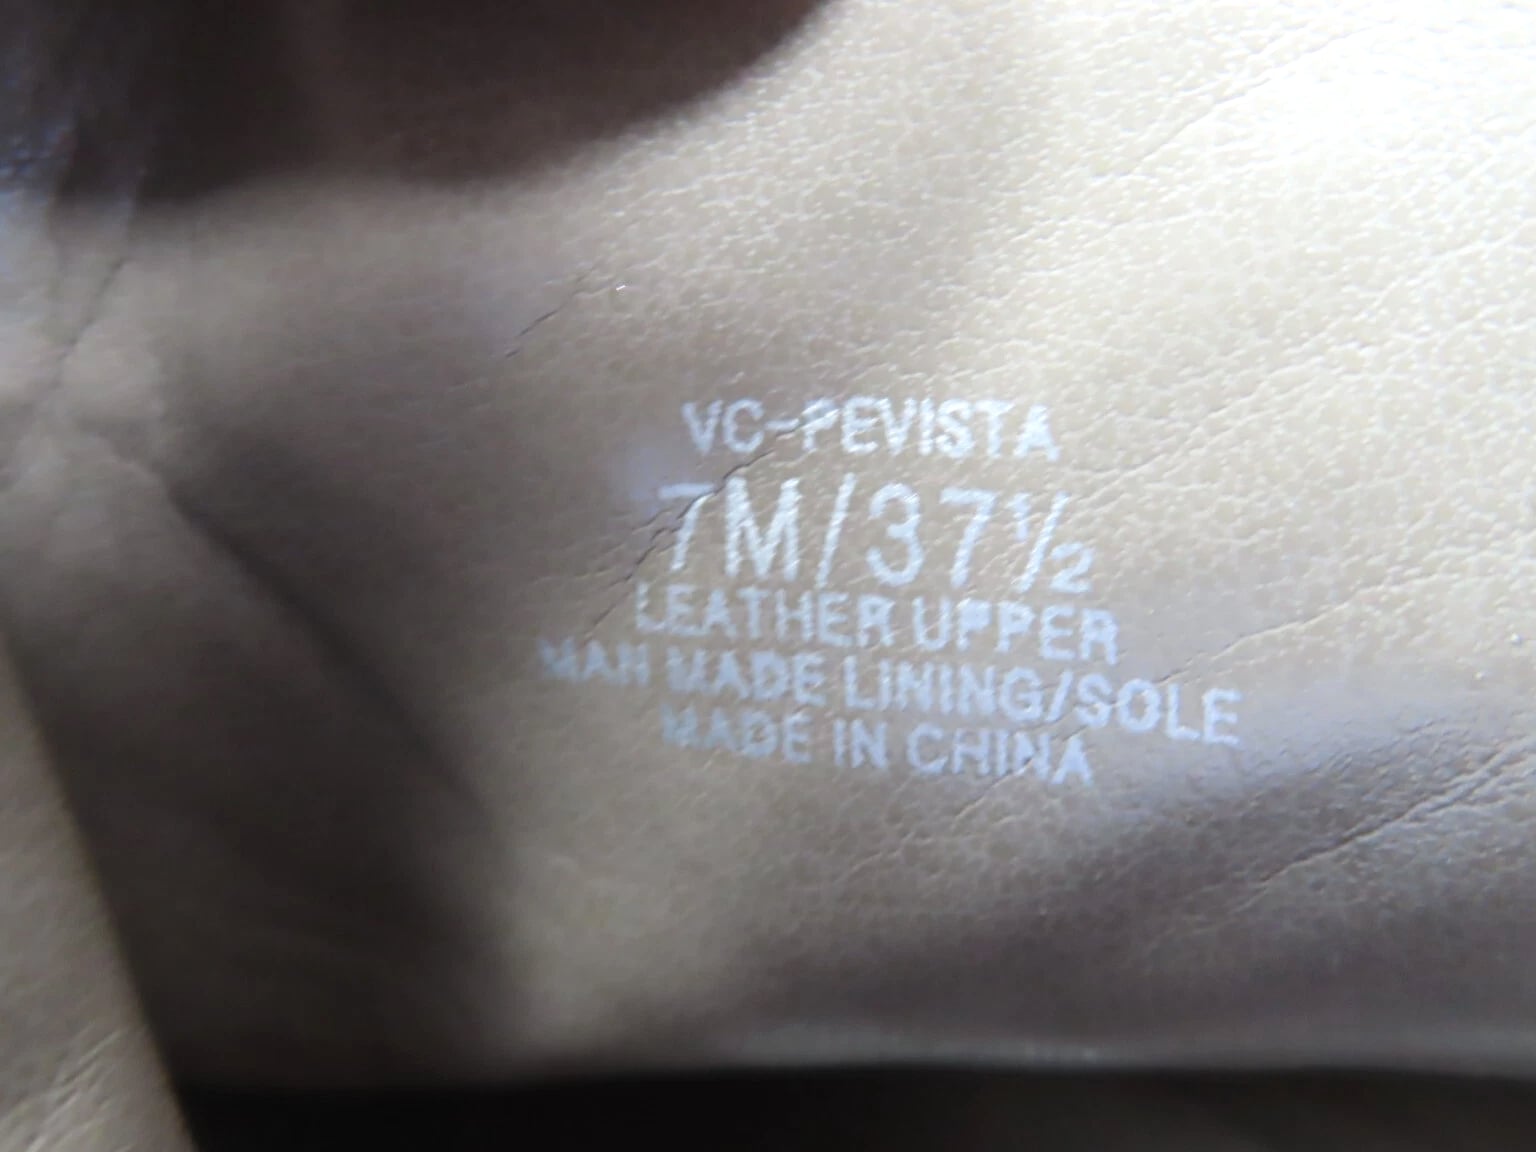 VC-PEVISTA
7M/37½
LEATHER UPPER
MAN MADE LINING/SOLE
MADE IN CHINA